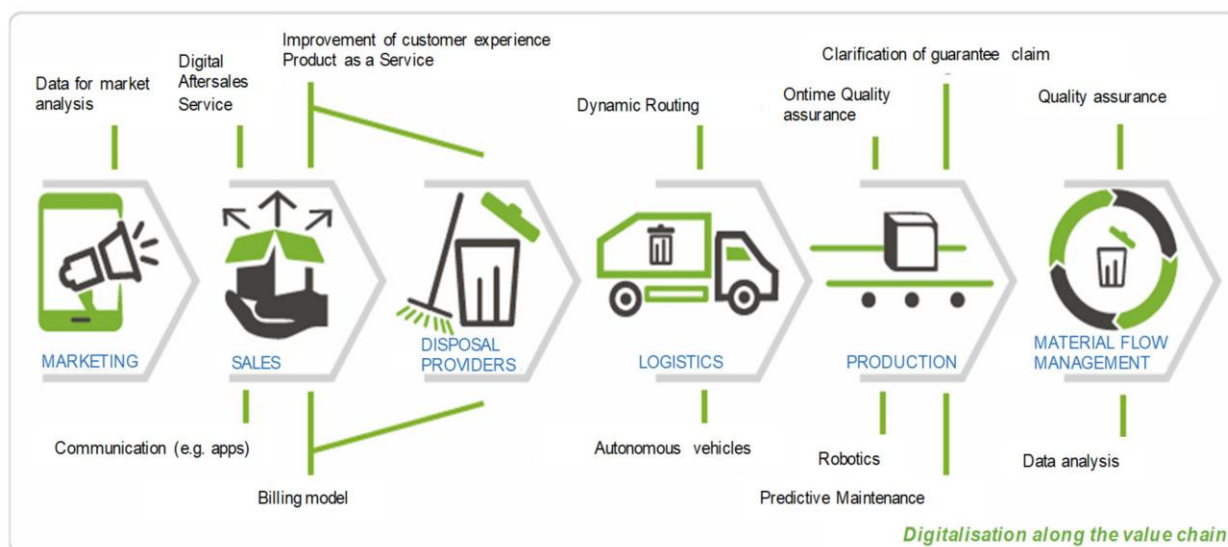 Improvement of customer experience
Product as a Service
Clarification of guarantee claim
Digital
Aftersales
Service
Data for market
analysis
Dynamic Routing
Ontime Quality
assurance
Quality assurance
MARKETING
SALES
DISPOSAL
PROVIDERS
LOGISTICS
PRODUCTION
MATERIAL FLOW
MANAGEMENT
Communication (e.g. apps)
Billing model
Autonomous vehicles
Robotics
Predictive Maintenance
Data analysis
Digitalisation along the value chain